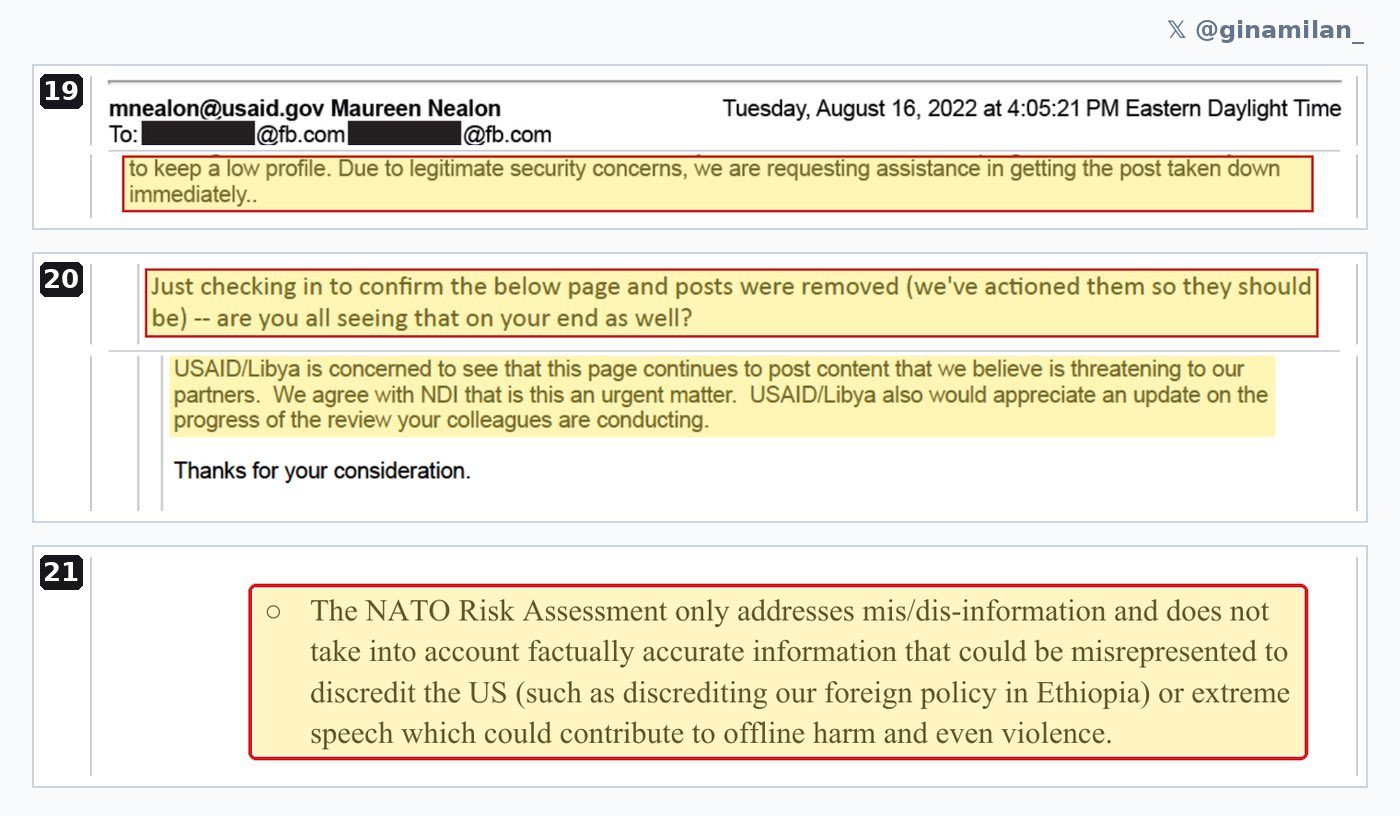 𝕏 @ginamilan_
19
mnealon@usaid.gov Maureen Nealon
Tuesday, August 16, 2022 at 4:05:21 PM Eastern Daylight Time
To: @fb.com @fb.com
to keep a low profile. Due to legitimate security concerns, we are requesting assistance in getting the post taken down
immediately..
20
Just checking in to confirm the below page and posts were removed (we've actioned them so they should
be) -- are you all seeing that on your end as well?
USAID/Libya is concerned to see that this page continues to post content that we believe is threatening to our
partners. We agree with NDI that is this an urgent matter. USAID/Libya also would appreciate an update on the
progress of the review your colleagues are conducting.
Thanks for your consideration.
21
○ The NATO Risk Assessment only addresses mis/dis-information and does not
take into account factually accurate information that could be misrepresented to
discredit the US (such as discrediting our foreign policy in Ethiopia) or extreme
speech which could contribute to offline harm and even violence.